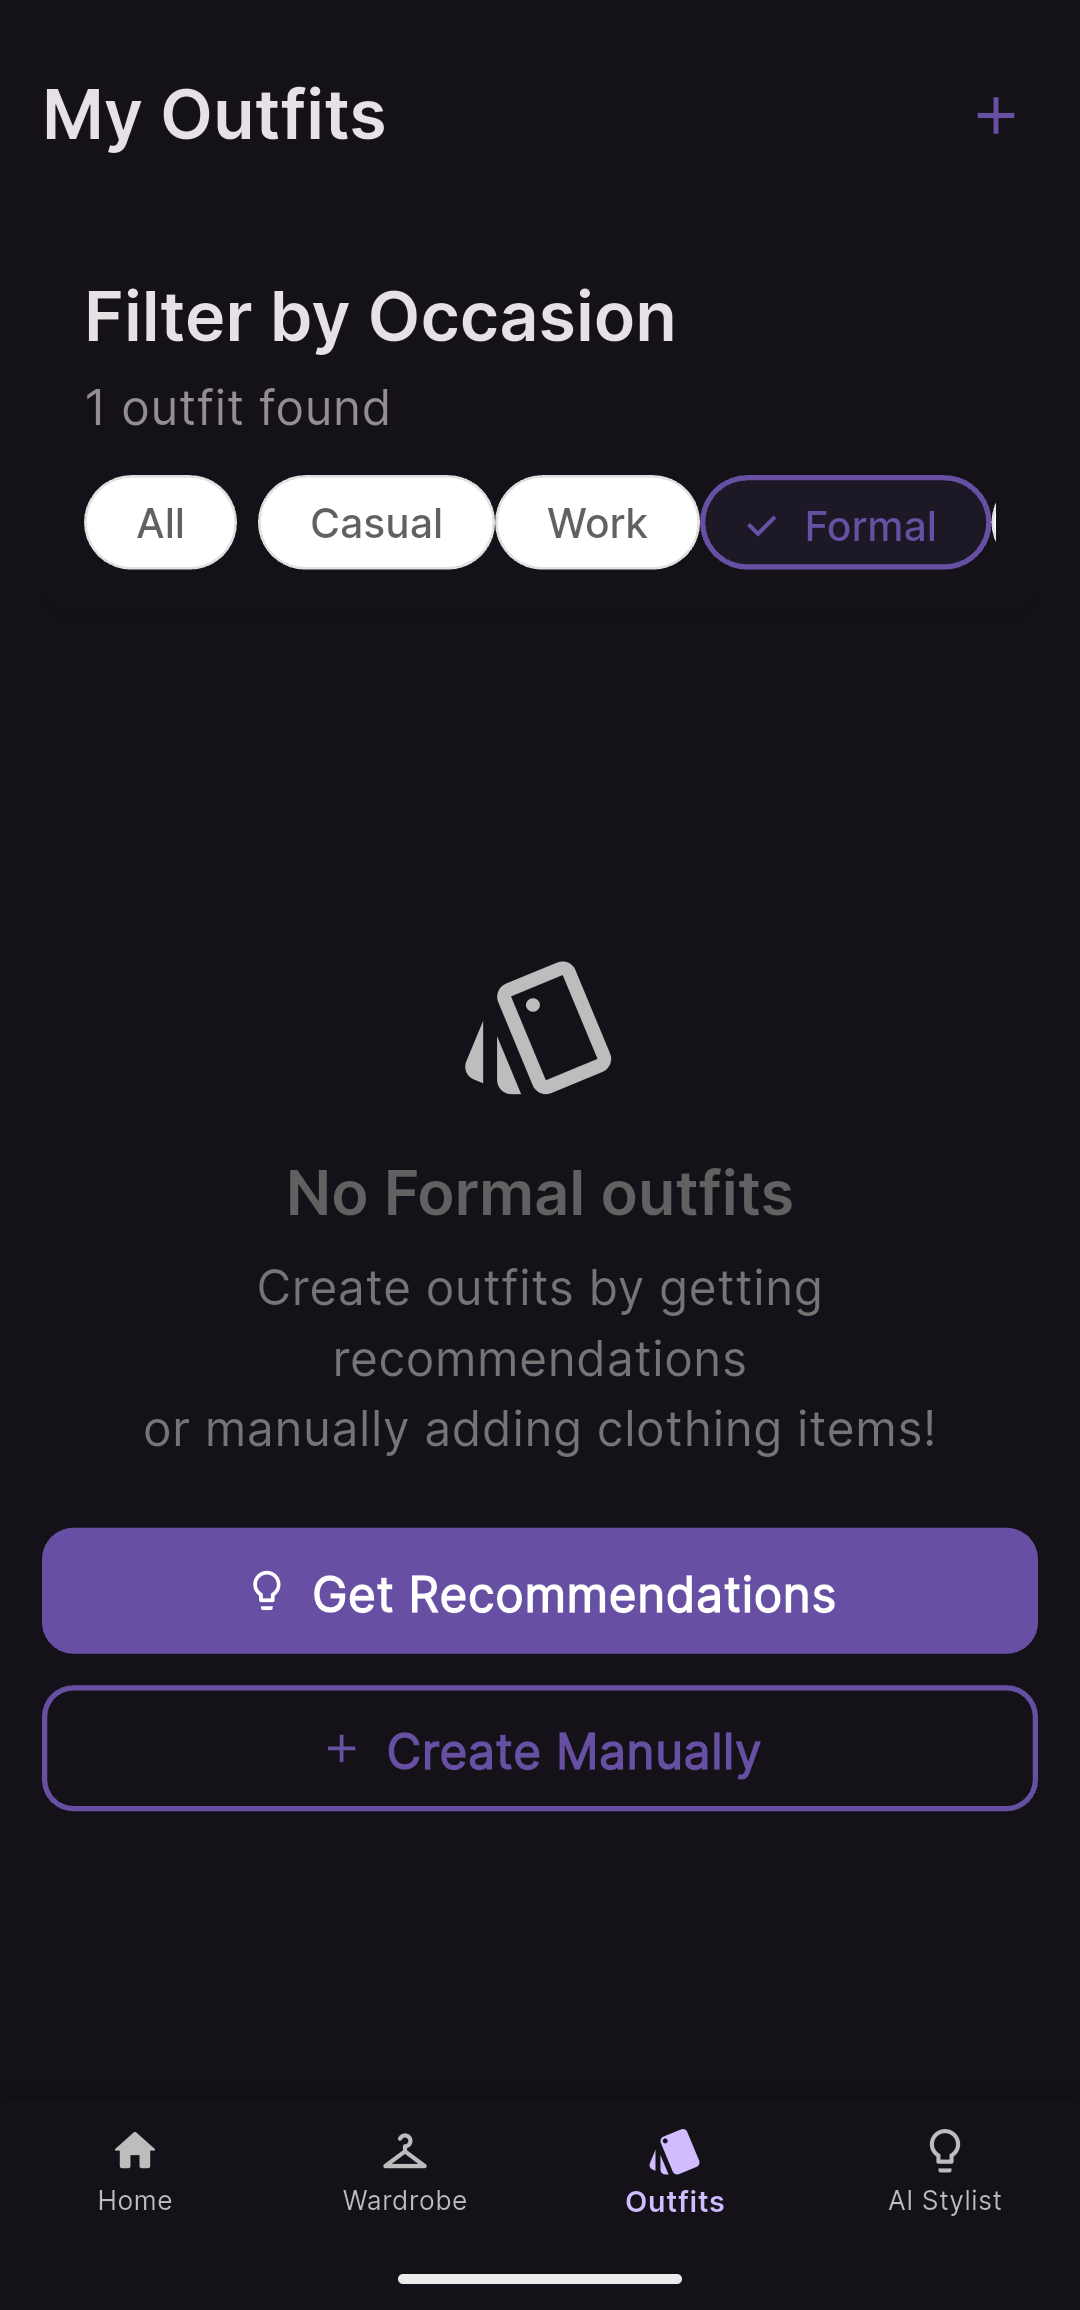 My Outfits
Filter by Occasion
1 outfit found
All
Casual
Work
Formal
No Formal outfits
Create outfits by getting
recommendations
or manually adding clothing items!
Get Recommendations
Create Manually
Home
Wardrobe
Outfits
AI Stylist